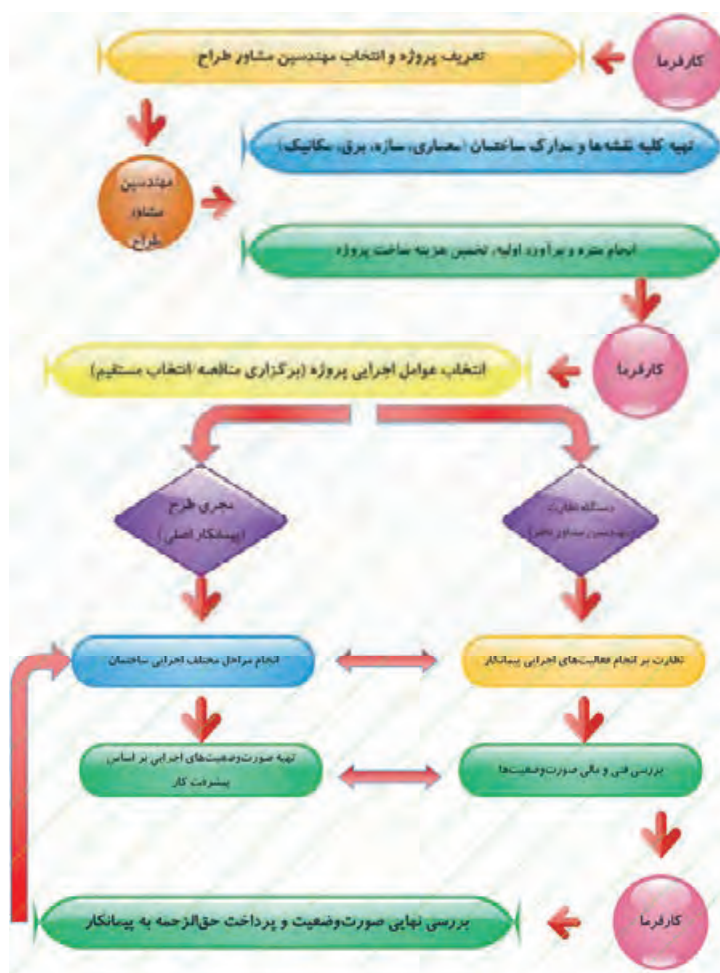 کارفرما
تعریف پروژه و انتخاب مهندسین مشاور طراح
تهیه کلیه نقشه‌ها و مدارک ساختمان (معماری، سازه، برق، مکانیک)
مهندسین
مشاور
طراح
انجام متره و برآورد اولیه، تخمین هزینه ساخت پروژه
کارفرما
انتخاب عوامل اجرایی پروژه (برگزاری مناقصه/انتخاب مستقیم)
دستگاه نظارت
(مهندسین مشاور ناظر)
مجری طرح
(پیمانکار اصلی)
نظارت بر انجام فعالیت‌های اجرایی پیمانکار
انجام مراحل مختلف اجرایی ساختمان
بررسی فنی و مالی صورت‌وضعیت‌ها
تهیه صورت‌وضعیت‌های اجرایی بر اساس
پیشرفت کار
کارفرما
بررسی نهایی صورت‌وضعیت و پرداخت حق‌الزحمه به پیمانکار